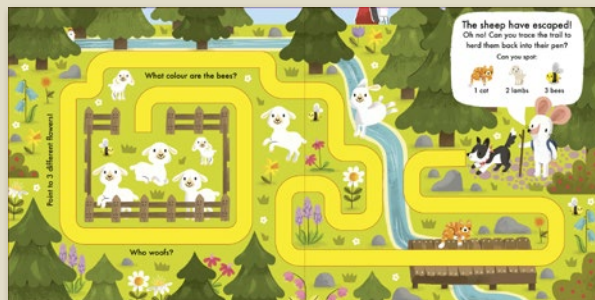 The sheep have escaped!
Oh no! Can you trace the trail to
herd them back into their pen?
Can you spot:
1 cat
2 lambs
3 bees
What colour are the bees?
Point to 3 different flowers!
Who woofs?